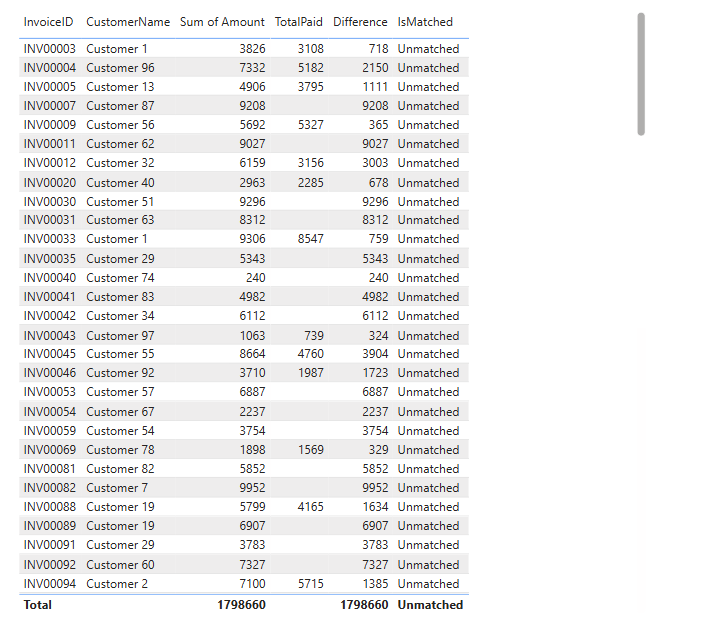 InvoiceID CustomerName Sum of Amount TotalPaid Difference IsMatched
INV00003 Customer 1 3826 3108 718 Unmatched
INV00004 Customer 96 7332 5182 2150 Unmatched
INV00005 Customer 13 4906 3795 1111 Unmatched
INV00007 Customer 87 9208 9208 Unmatched
INV00009 Customer 56 5692 5327 365 Unmatched
INV00011 Customer 62 9027 9027 Unmatched
INV00012 Customer 32 6159 3156 3003 Unmatched
INV00020 Customer 40 2963 2285 678 Unmatched
INV00030 Customer 51 9296 9296 Unmatched
INV00031 Customer 63 8312 8312 Unmatched
INV00033 Customer 1 9306 8547 759 Unmatched
INV00035 Customer 29 5343 5343 Unmatched
INV00040 Customer 74 240 240 Unmatched
INV00041 Customer 83 4982 4982 Unmatched
INV00042 Customer 34 6112 6112 Unmatched
INV00043 Customer 97 1063 739 324 Unmatched
INV00045 Customer 55 8664 4760 3904 Unmatched
INV00046 Customer 92 3710 1987 1723 Unmatched
INV00053 Customer 57 6887 6887 Unmatched
INV00054 Customer 67 2237 2237 Unmatched
INV00059 Customer 54 3754 3754 Unmatched
INV00069 Customer 78 1898 1569 329 Unmatched
INV00081 Customer 82 5852 5852 Unmatched
INV00082 Customer 7 9952 9952 Unmatched
INV00088 Customer 19 5799 4165 1634 Unmatched
INV00089 Customer 19 6907 6907 Unmatched
INV00091 Customer 29 3783 3783 Unmatched
INV00092 Customer 60 7327 7327 Unmatched
INV00094 Customer 2 7100 5715 1385 Unmatched
Total 1798660 1798660 Unmatched